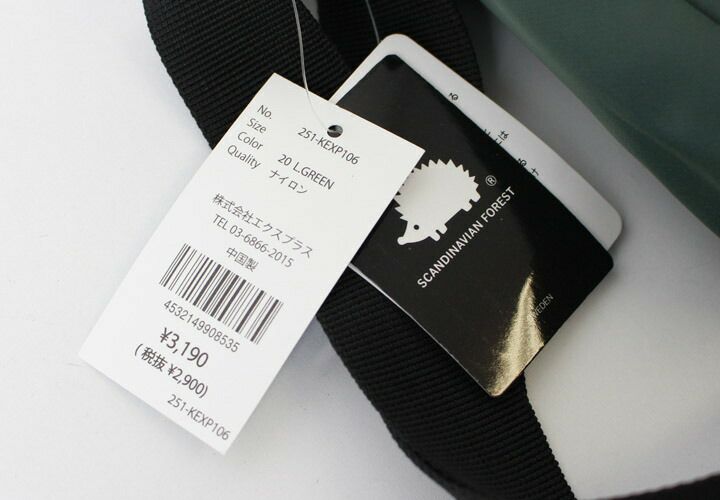 No. 251-KEXP106
Size
Color 20 L.GREEN
Quality ナイロン
株式会社エクスプラス
TEL 03-6866-2015
中国製
4532149908535
¥3,190
(税抜 ¥2,900)
251-KEXP106
®
SCANDINAVIAN FOREST